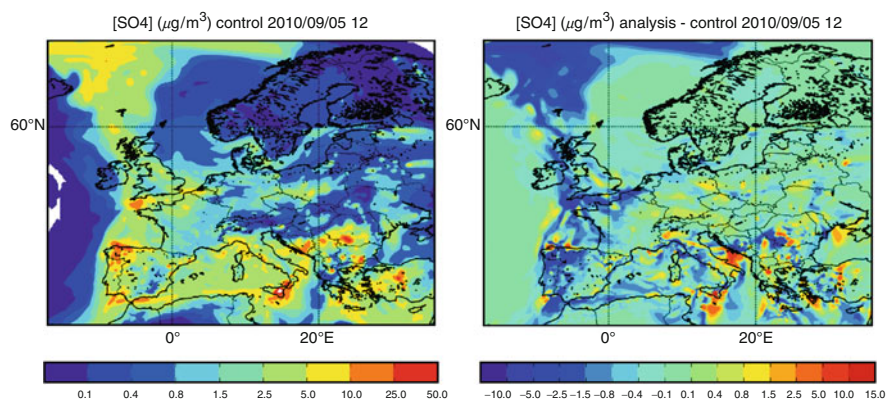 [SO4] (μg/m³) control 2010/09/05 12
60°N
0°
20°E
0.1 0.4 0.8 1.5 2.5 5.0 10.0 25.0 50.0
[SO4] (μg/m³) analysis - control 2010/09/05 12
60°N
0°
20°E
−10.0 −5.0 −2.5 −1.5 −0.8 −0.4 −0.1 0.1 0.4 0.8 1.5 2.5 5.0 10.0 15.0